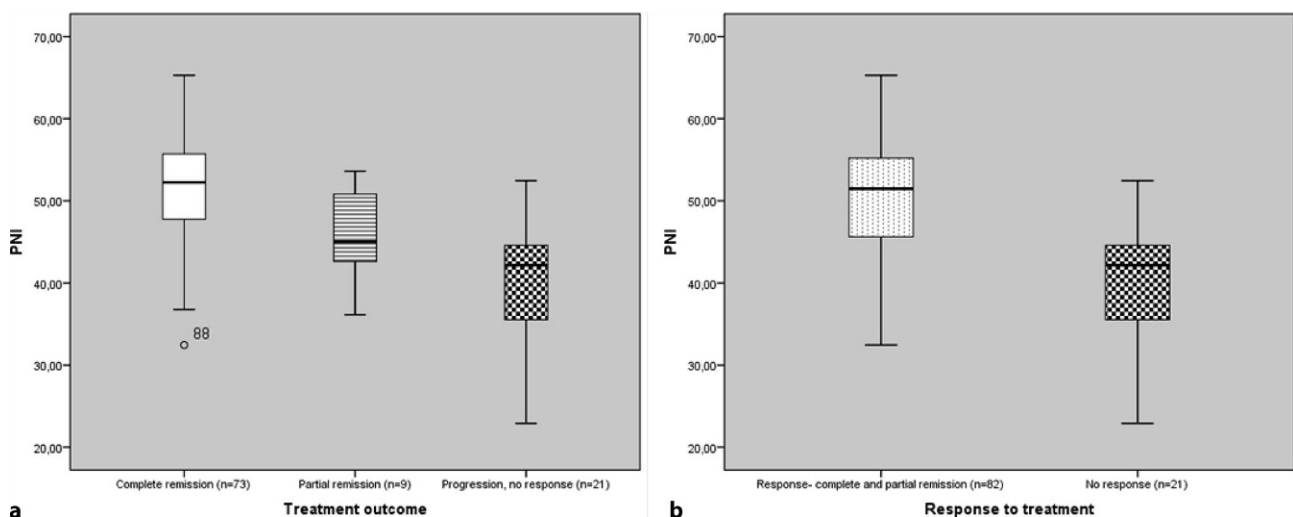 70,00
60,00
50,00
40,00
30,00
20,00
PNI
88
Complete remission (n=73)
Partial remission (n=9)
Progression, no response (n=21)
Treatment outcome
a
70,00
60,00
50,00
40,00
30,00
20,00
PNI
Response- complete and partial remission (n=82)
No response (n=21)
Response to treatment
b